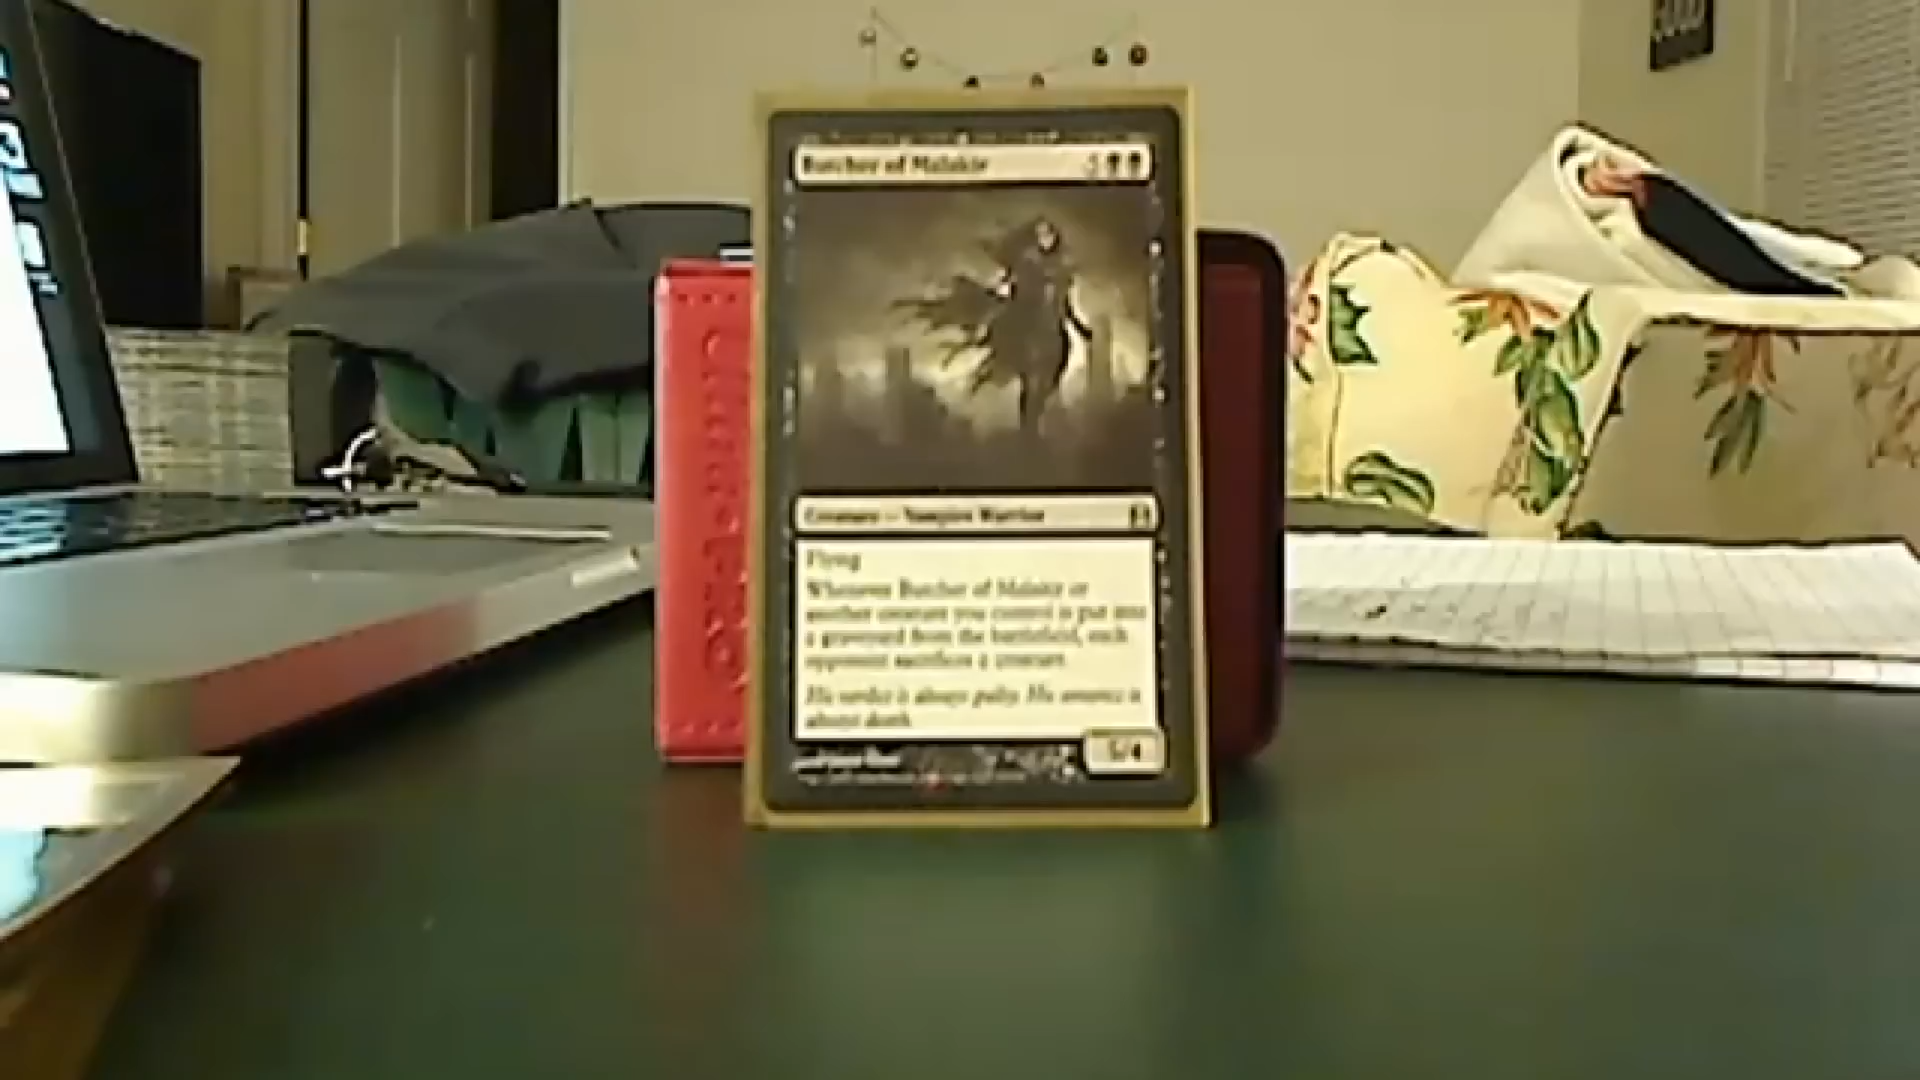 Butcher of Malakir 5
Creature — Vampire Warrior
Flying
Whenever Butcher of Malakir or
another creature you control is put into
a graveyard from the battlefield, each
opponent sacrifices a creature.
His verdict is always guilty. His sentence is
always death.
5/4